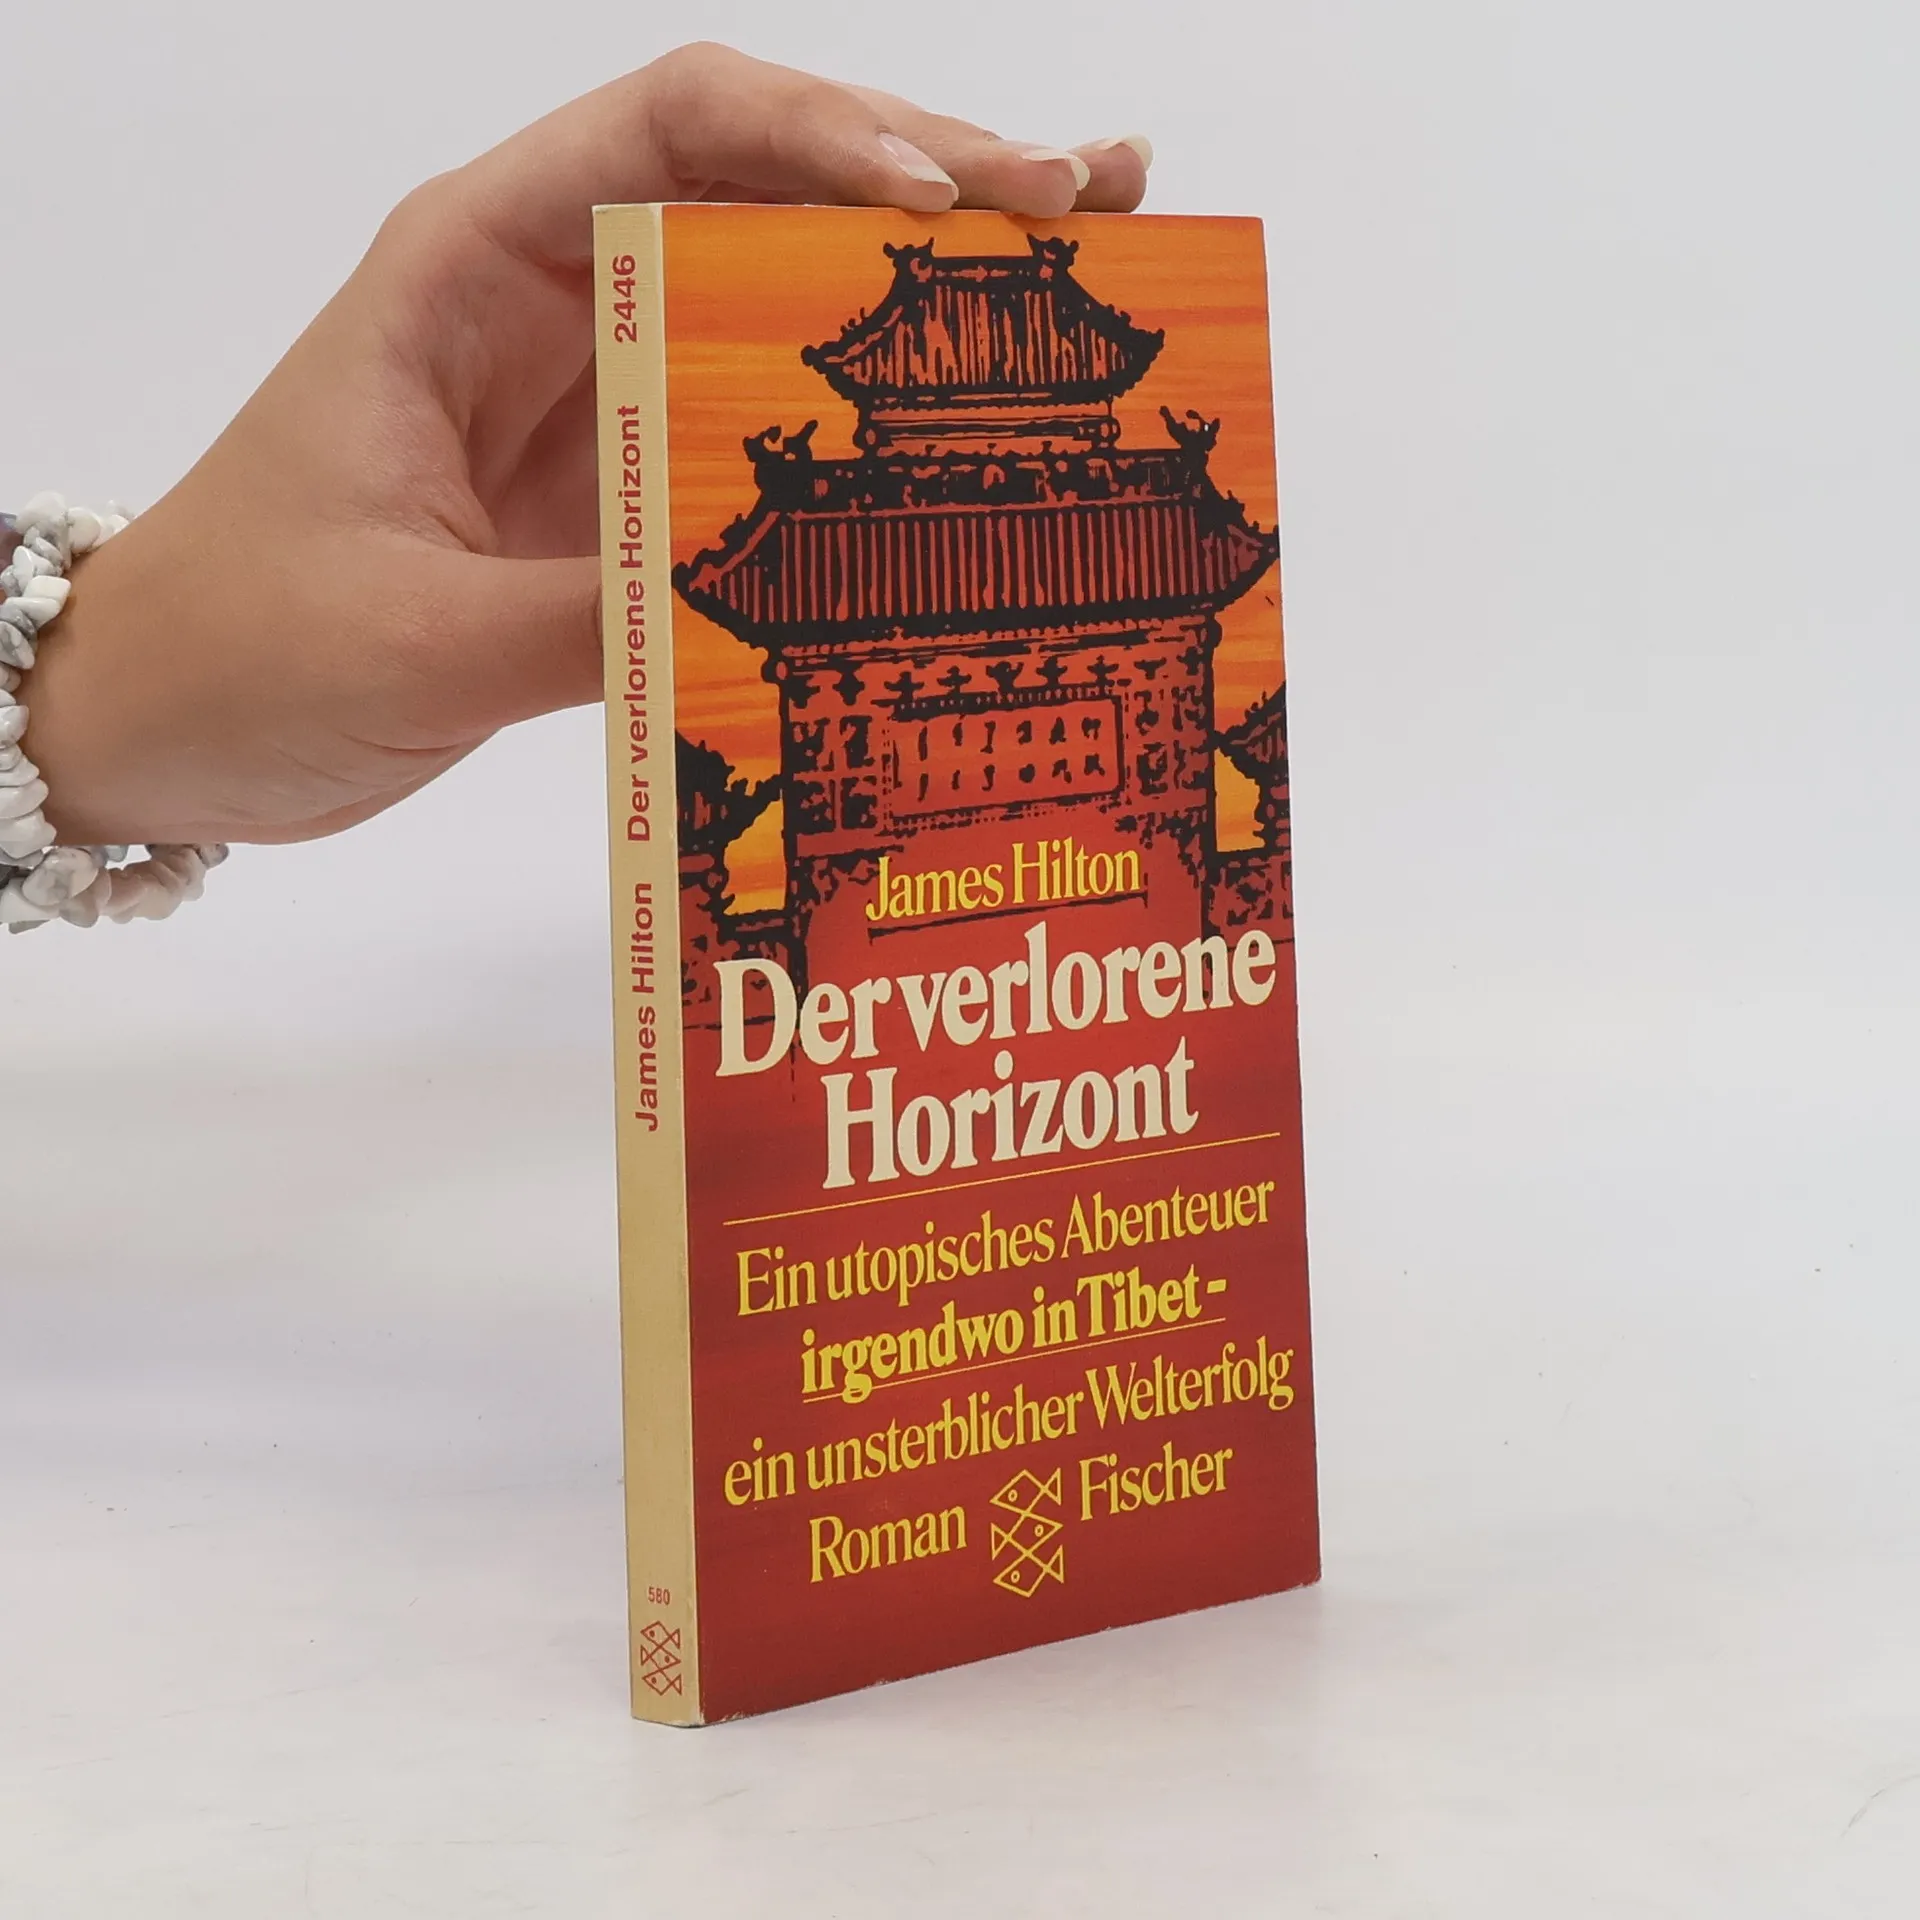 James Hilton Der verlorene Horizont 2446
580
James Hilton
Der verlorene
Horizont
Ein utopisches Abenteuer
irgendwo in Tibet -
ein unsterblicher Welterfolg
Roman Fischer